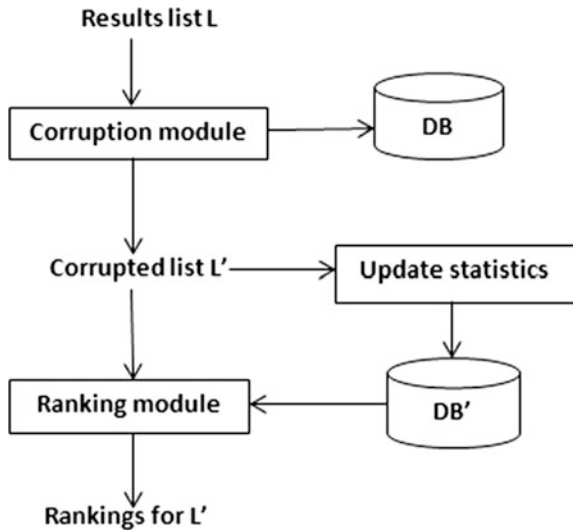 Results list L
Corruption module
DB
Corrupted list L’
Update statistics
Ranking module
DB’
Rankings for L’